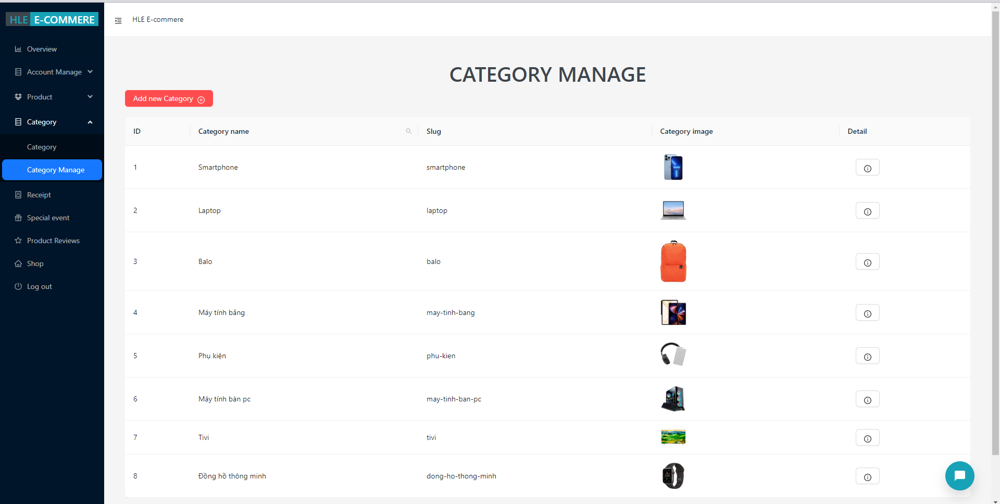 HLE E-COMMERE
HLE E-commere
Overview
Account Manage
Product
Category
Category
Category Manage
Receipt
Special event
Product Reviews
Shop
Log out
CATEGORY MANAGE
Add new Category
ID Category name Slug Category image Detail
1 Smartphone smartphone
2 Laptop laptop
3 Balo balo
4 Máy tính bảng may-tinh-bang
5 Phụ kiện phu-kien
6 Máy tính bàn pc may-tinh-ban-pc
7 Tivi tivi
8 Đồng hồ thông minh dong-ho-thong-minh